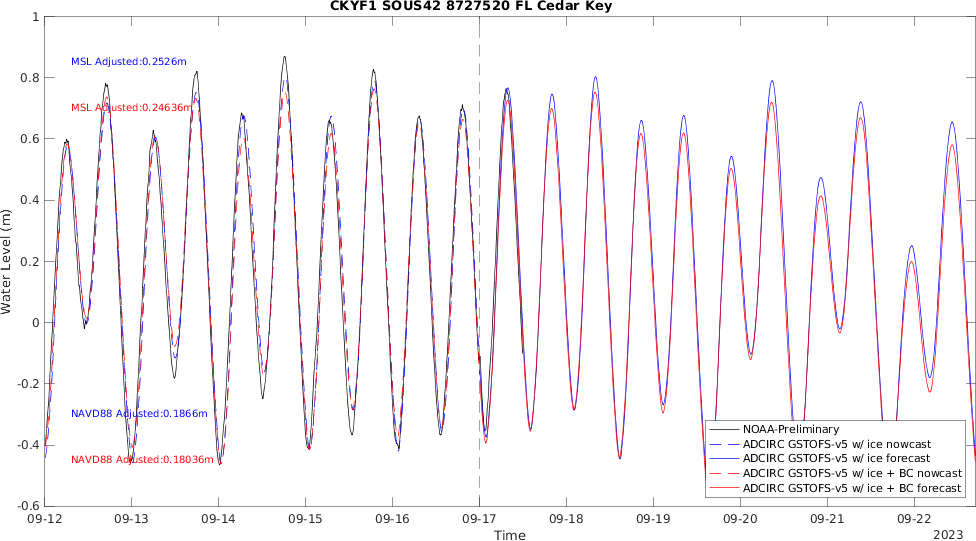 CKYF1 SOUS42 8727520 FL Cedar Key
Water Level (m)
1
0.8
0.6
0.4
0.2
0
-0.2
-0.4
-0.6
MSL Adjusted:0.2526m
MSL Adjusted:0.24636m
NAVD88 Adjusted:0.1866m
NAVD88 Adjusted:0.18036m
NOAA-Preliminary
ADCIRC GSTOFS-v5 w/ ice nowcast
ADCIRC GSTOFS-v5 w/ ice forecast
ADCIRC GSTOFS-v5 w/ ice + BC nowcast
ADCIRC GSTOFS-v5 w/ ice + BC forecast
09-12 09-13 09-14 09-15 09-16 09-17 09-18 09-19 09-20 09-21 09-22
Time
2023